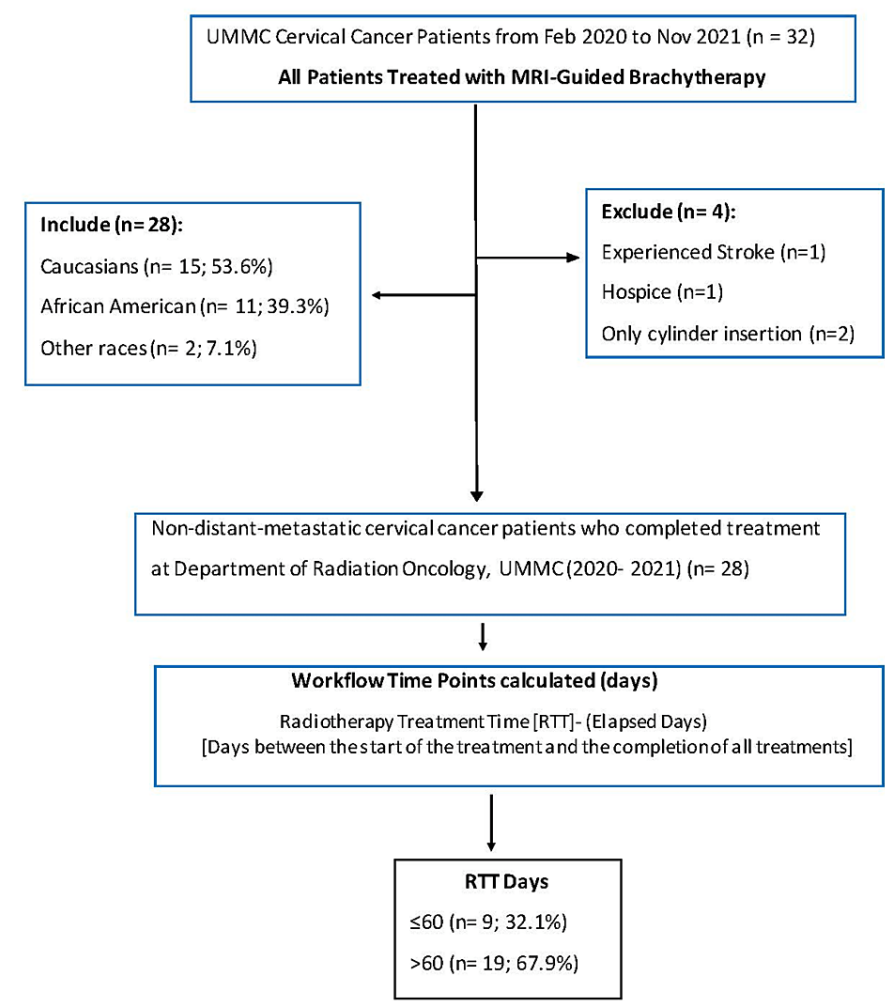 UMMC Cervical Cancer Patients from Feb 2020 to Nov 2021 (n = 32)
All Patients Treated with MRI-Guided Brachytherapy
Include (n= 28):
Caucasians (n= 15; 53.6%)
African American (n= 11; 39.3%)
Other races (n= 2; 7.1%)
Exclude (n= 4):
Experienced Stroke (n=1)
Hospice (n=1)
Only cylinder insertion (n=2)
Non-distant-metastatic cervical cancer patients who completed treatment
at Department of Radiation Oncology, UMMC (2020- 2021) (n= 28)
Workflow Time Points calculated (days)
Radiotherapy Treatment Time [RTT]- (Elapsed Days)
[Days between the start of the treatment and the completion of all treatments]
RTT Days
≤60 (n= 9; 32.1%)
>60 (n= 19; 67.9%)